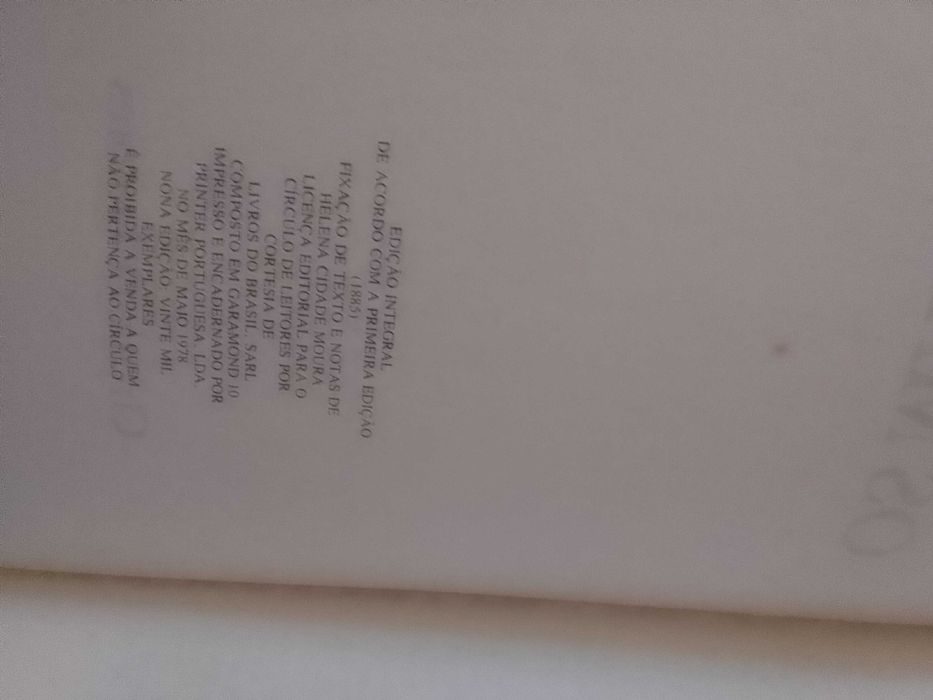 EDIÇÃO INTEGRAL
DE ACORDO COM A PRIMEIRA EDIÇÃO
(1885)
FIXAÇÃO DE TEXTO E NOTAS DE
HELENA CIDADE MOURA
LICENÇA EDITORIAL PARA O
CÍRCULO DE LEITORES POR
CORTESIA DE
LIVROS DO BRASIL, SARL
COMPOSTO EM GARAMOND 10
IMPRESSO E ENCADERNADO POR
PRINTER PORTUGUESA, LDA.
NO MÊS DE MAIO 1978
NONA EDIÇÃO: VINTE MIL
EXEMPLARES
É PROIBIDA A VENDA A QUEM
NÃO PERTENÇA AO CÍRCULO